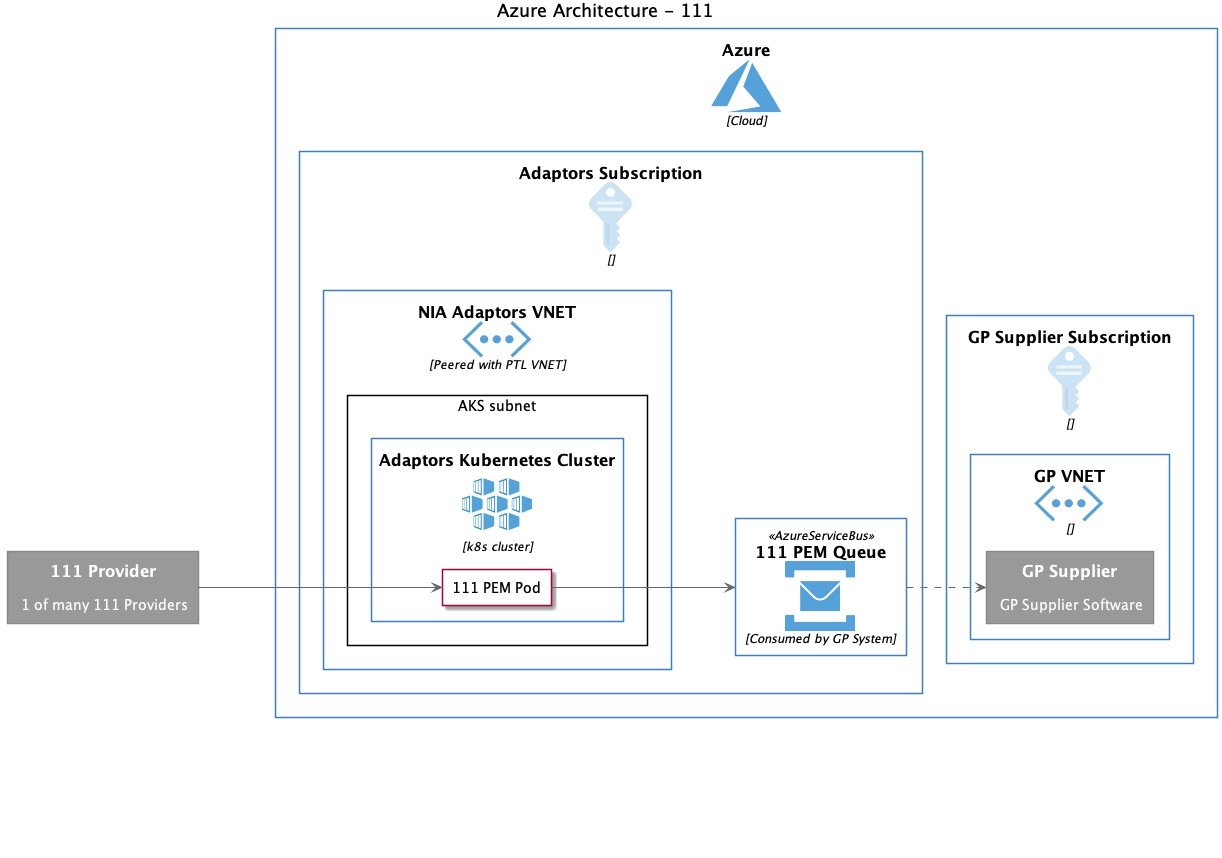 Azure Architecture – 111
Azure
[Cloud]
Adaptors Subscription
[]
NIA Adaptors VNET
[Peered with PTL VNET]
AKS subnet
Adaptors Kubernetes Cluster
[k8s cluster]
111 PEM Pod
111 Provider
1 of many 111 Providers
«AzureServiceBus»
111 PEM Queue
[Consumed by GP System]
GP Supplier Subscription
[]
GP VNET
[]
GP Supplier
GP Supplier Software